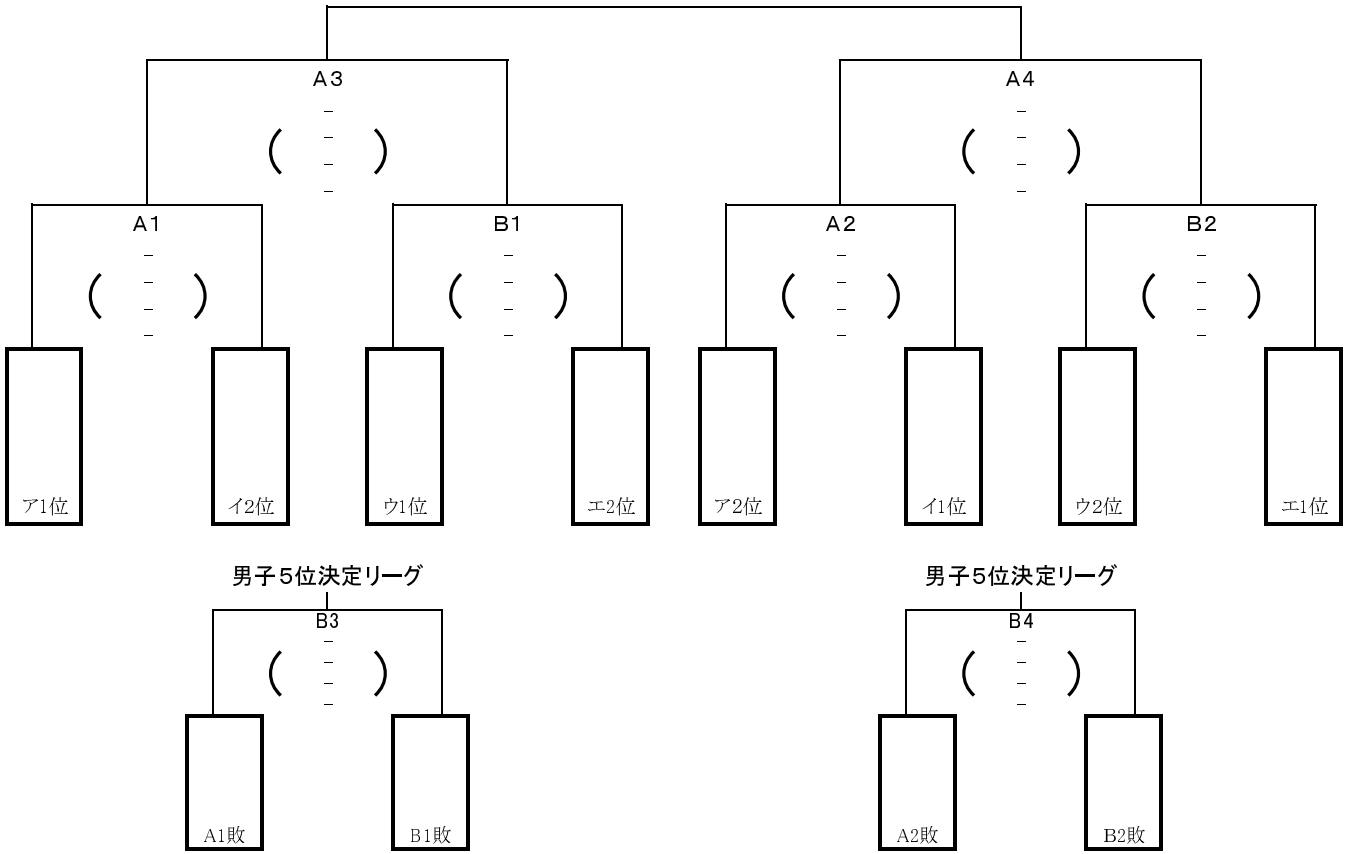 A3
A4
( - - - - )
( - - - - )
A1
B1
A2
B2
( - - - - )
( - - - - )
( - - - - )
( - - - - )
ア1位
イ2位
ウ1位
エ2位
ア2位
イ1位
ウ2位
エ1位
男子５位決定リーグ
男子５位決定リーグ
B3
B4
( - - - - )
( - - - - )
A1敗
B1敗
A2敗
B2敗